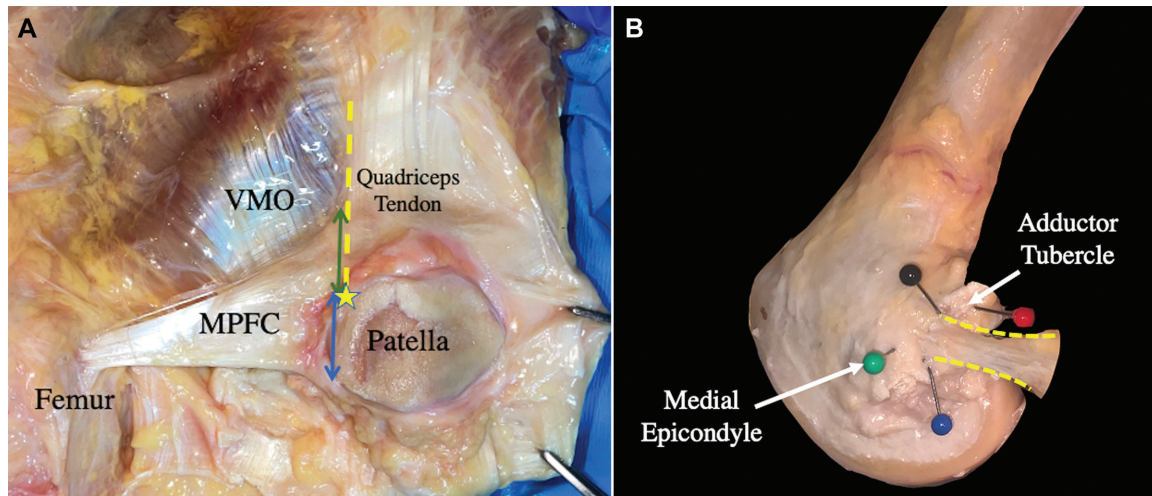 A
VMO
Quadriceps
Tendon
MPFC
Patella
Femur
B
Adductor
Tubercle
Medial
Epicondyle